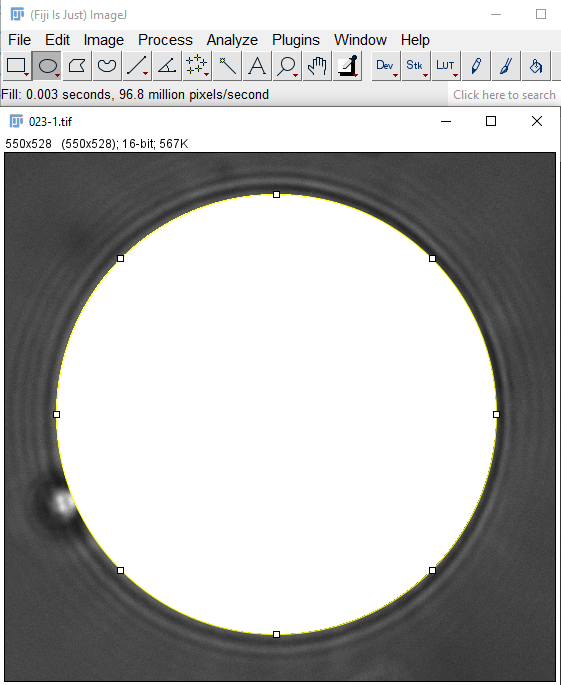 (Fiji Is Just) ImageJ
File Edit Image Process Analyze Plugins Window Help
Dev Stk LUT
Fill: 0.003 seconds, 96.8 million pixels/second Click here to search
023-1.tif
550x528 (550x528); 16-bit; 567K